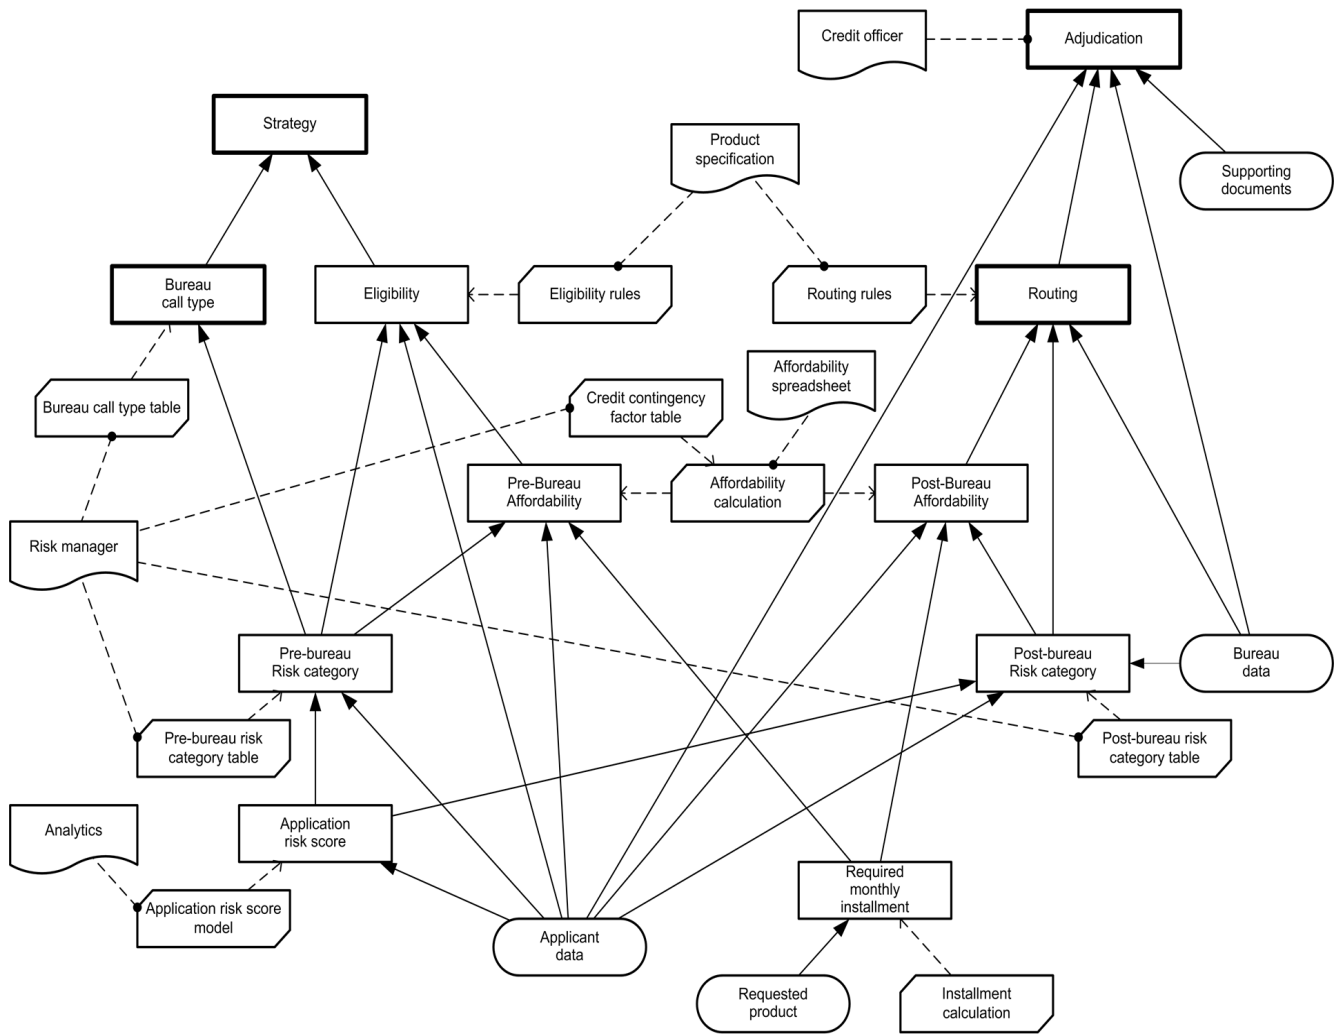 Credit officer
Adjudication
Strategy
Product
specification
Supporting
documents
Bureau
call type
Eligibility
Eligibility rules
Routing rules
Routing
Bureau call type table
Credit contingency
factor table
Affordability
spreadsheet
Pre-Bureau
Affordability
Affordability
calculation
Post-Bureau
Affordability
Risk manager
Pre-bureau
Risk category
Post-bureau
Risk category
Bureau
data
Pre-bureau risk
category table
Post-bureau risk
category table
Analytics
Application
risk score
Required
monthly
installment
Application risk score
model
Applicant
data
Requested
product
Installment
calculation